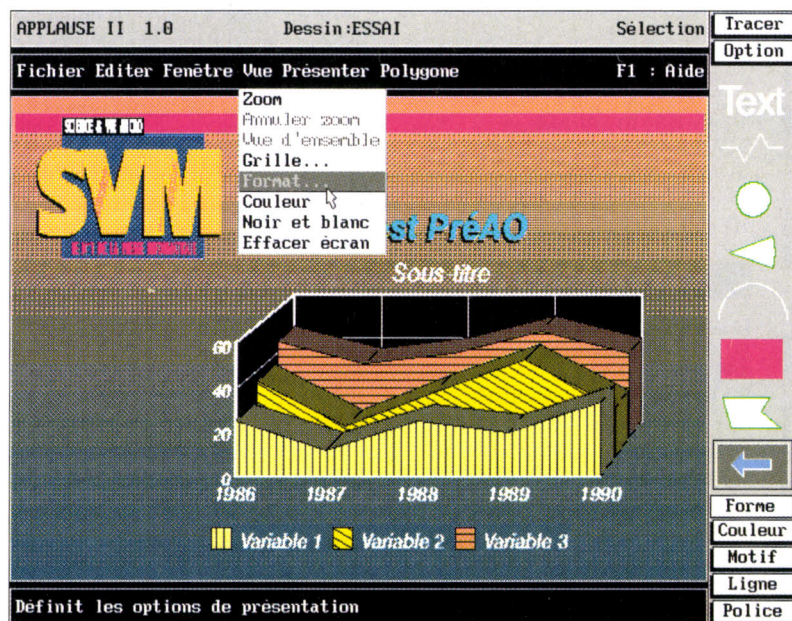 APPLAUSE II 1.0 Dessin:ESSAI Sélection
Tracer
Option
Fichier Editer Fenêtre Vue Présenter Polygone F1 : Aide
Zoom
Annuler zoom
Vue d'ensemble
Grille...
Format...
Couleur
Noir et blanc
Effacer écran
Text
SCIENCE & VIE MICRO
SVM
st PréAO
Sous-titre
60
40
20
0
1986 1987 1988 1989 1990
Variable 1 Variable 2 Variable 3
Forme
Couleur
Motif
Ligne
Police
Définit les options de présentation